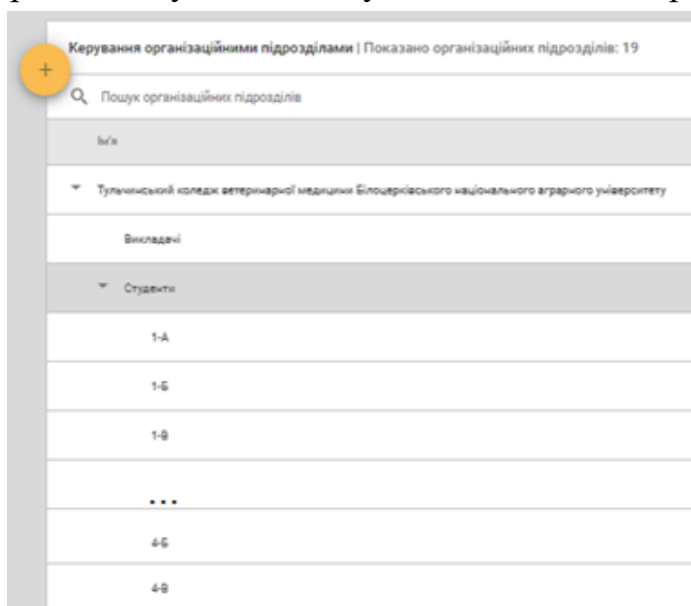 Керування організаційними підрозділами | Показано організаційних підрозділів: 19
+
Пошук організаційних підрозділів
Ім'я
Тульчинський коледж ветеринарної медицини Білоцерківського національного аграрного університету
Викладачі
Студенти
1-А
1-Б
1-В
...
4-Б
4-В